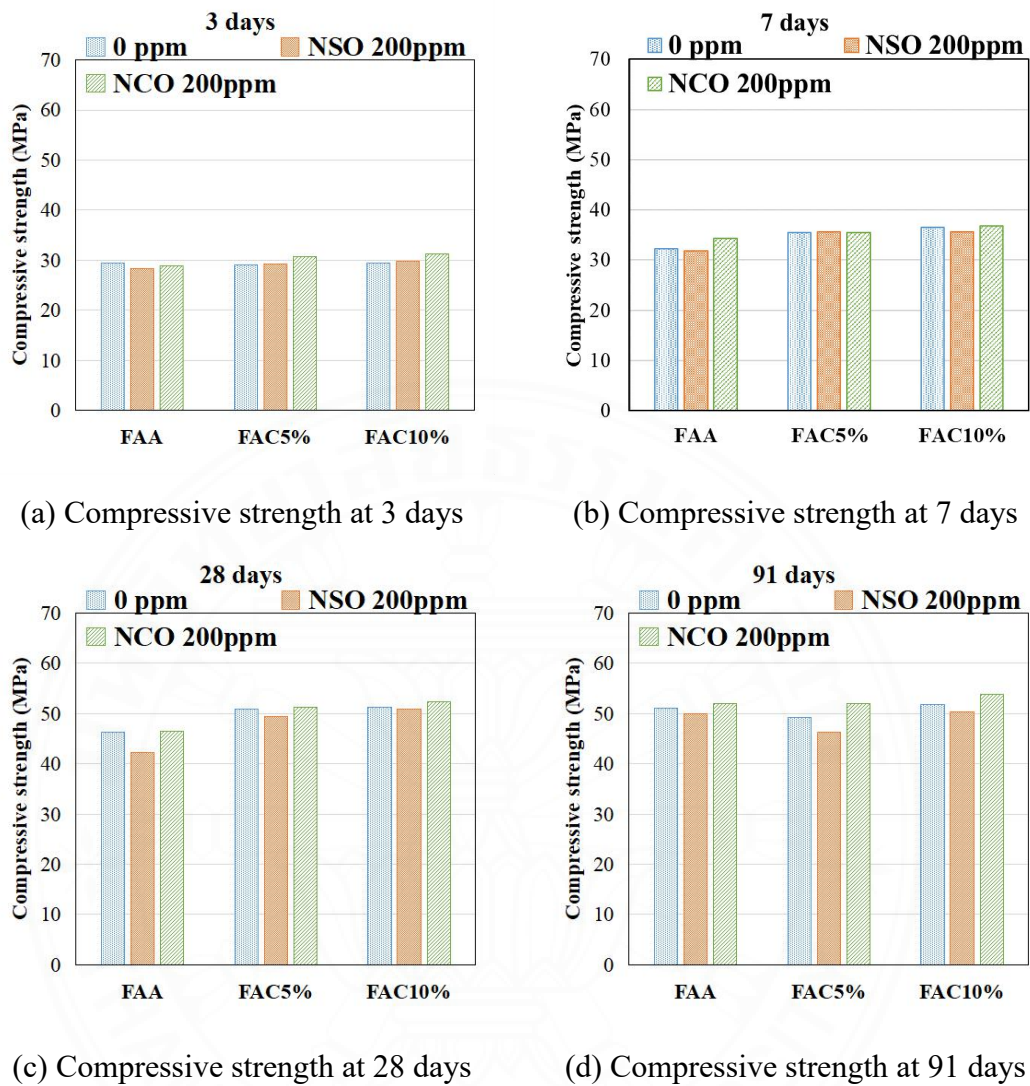 3 days
0 ppm NSO 200ppm
NCO 200ppm
Compressive strength (MPa)
70
60
50
40
30
20
10
0
FAA FAC5% FAC10%
(a) Compressive strength at 3 days
7 days
0 ppm NSO 200ppm
NCO 200ppm
Compressive strength (MPa)
70
60
50
40
30
20
10
0
FAA FAC5% FAC10%
(b) Compressive strength at 7 days
28 days
0 ppm NSO 200ppm
NCO 200ppm
Compressive strength (MPa)
70
60
50
40
30
20
10
0
FAA FAC5% FAC10%
(c) Compressive strength at 28 days
91 days
0 ppm NSO 200ppm
NCO 200ppm
Compressive strength (MPa)
70
60
50
40
30
20
10
0
FAA FAC5% FAC10%
(d) Compressive strength at 91 days